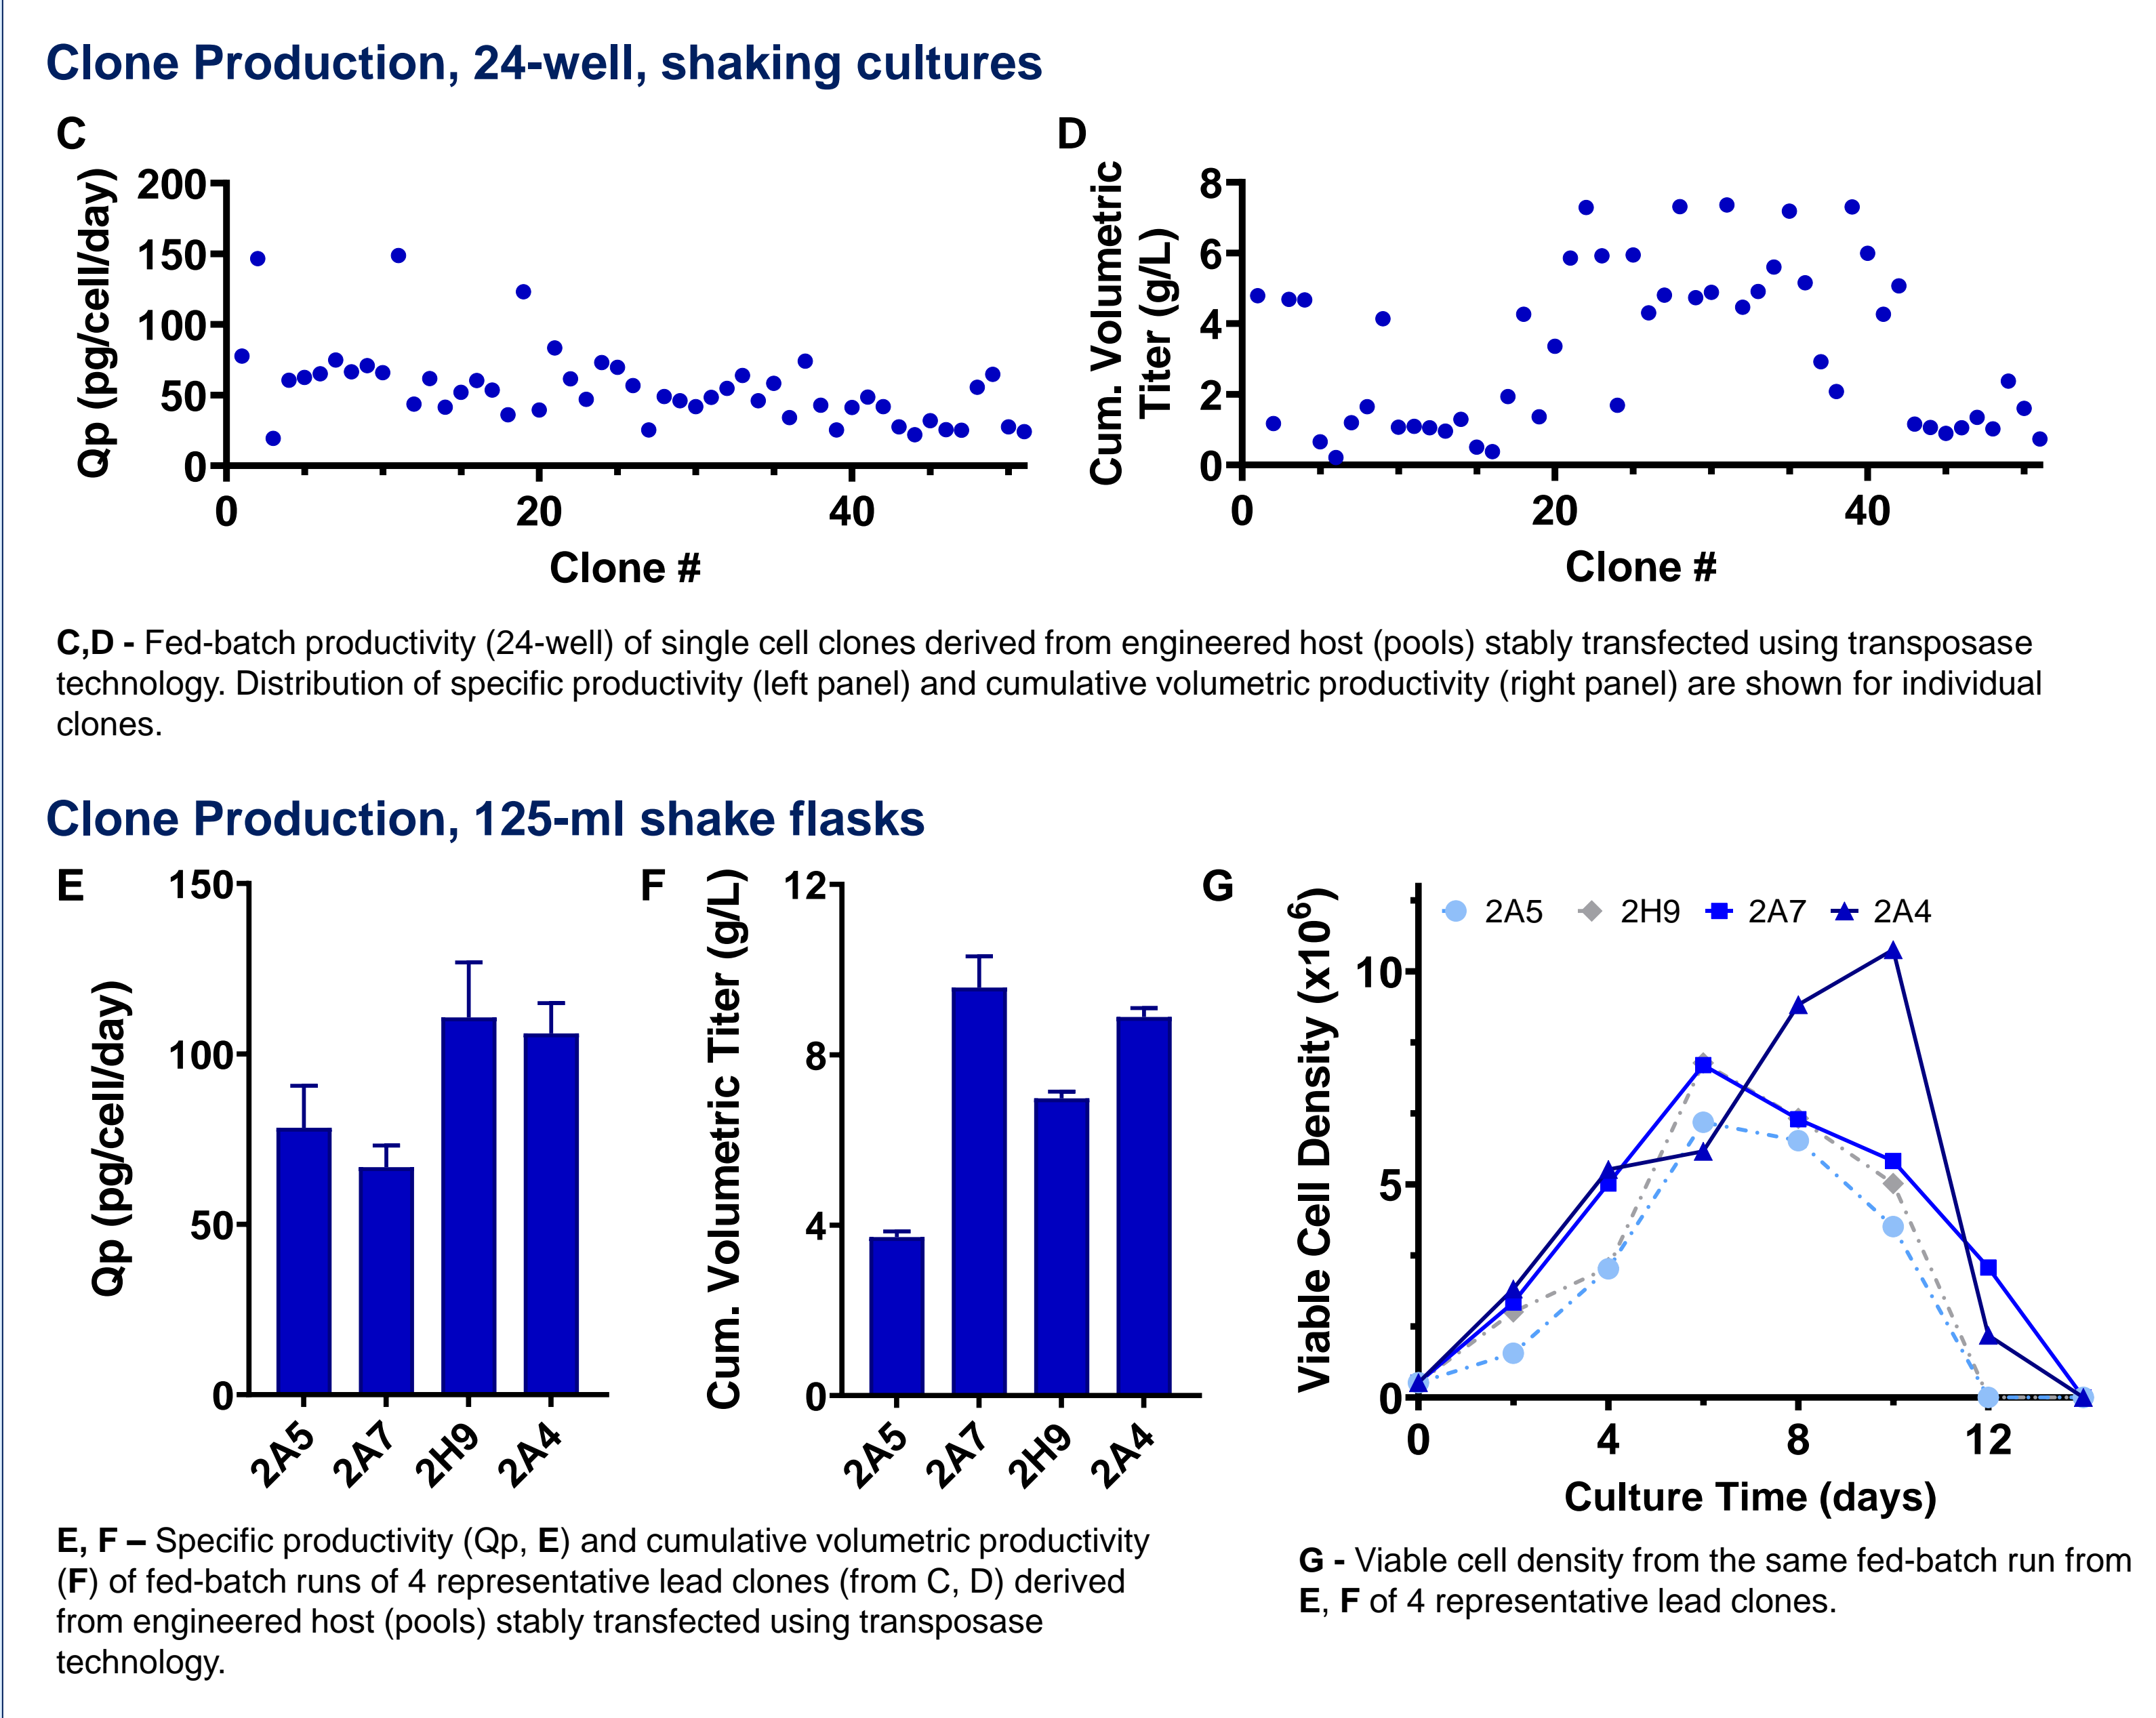 Clone Production, 24-well, shaking cultures
C
Qp (pg/cell/day)
200
150
100
50
0
0
20
40
Clone #
D
Cum. Volumetric
Titer (g/L)
8
6
4
2
0
0
20
40
Clone #
C,D - Fed-batch productivity (24-well) of single cell clones derived from engineered host (pools) stably transfected using transposase
technology. Distribution of specific productivity (left panel) and cumulative volumetric productivity (right panel) are shown for individual
clones.
Clone Production, 125-ml shake flasks
E
Qp (pg/cell/day)
150
100
50
0
2A5
2A7
2H9
2A4
F
Cum. Volumetric Titer (g/L)
12
8
4
0
2A5
2A7
2H9
2A4
G
Viable Cell Density (x10⁶)
2A5 2H9 2A7 2A4
10
5
0
0
4
8
12
Culture Time (days)
E, F – Specific productivity (Qp, E) and cumulative volumetric productivity
(F) of fed-batch runs of 4 representative lead clones (from C, D) derived
from engineered host (pools) stably transfected using transposase
technology.
G - Viable cell density from the same fed-batch run from
E, F of 4 representative lead clones.